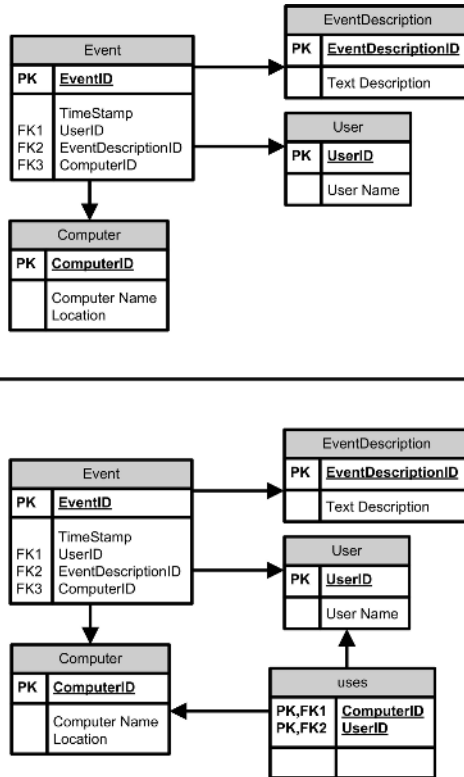 EventDescription
PK EventDescriptionID
Text Description
Event
PK EventID
TimeStamp
FK1 UserID
FK2 EventDescriptionID
FK3 ComputerID
User
PK UserID
User Name
Computer
PK ComputerID
Computer Name
Location
EventDescription
PK EventDescriptionID
Text Description
Event
PK EventID
TimeStamp
FK1 UserID
FK2 EventDescriptionID
FK3 ComputerID
User
PK UserID
User Name
Computer
PK ComputerID
Computer Name
Location
uses
PK,FK1 ComputerID
PK,FK2 UserID